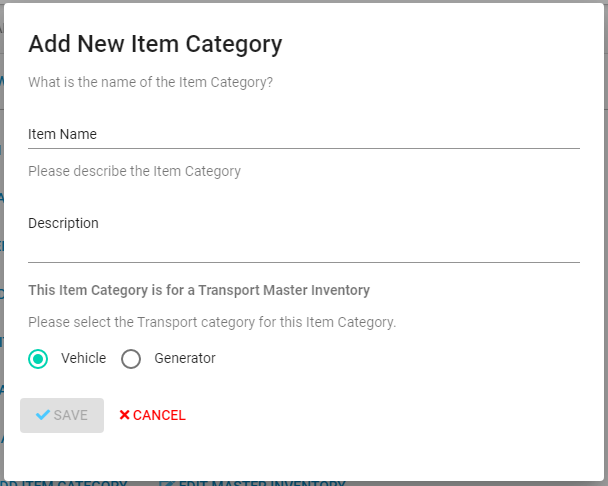 Add New Item Category
What is the name of the Item Category?
Item Name
Please describe the Item Category
Description
This Item Category is for a Transport Master Inventory
Please select the Transport category for this Item Category.
Vehicle Generator
SAVE CANCEL
ITEM CATEGORY EDIT MASTER INVENTORY